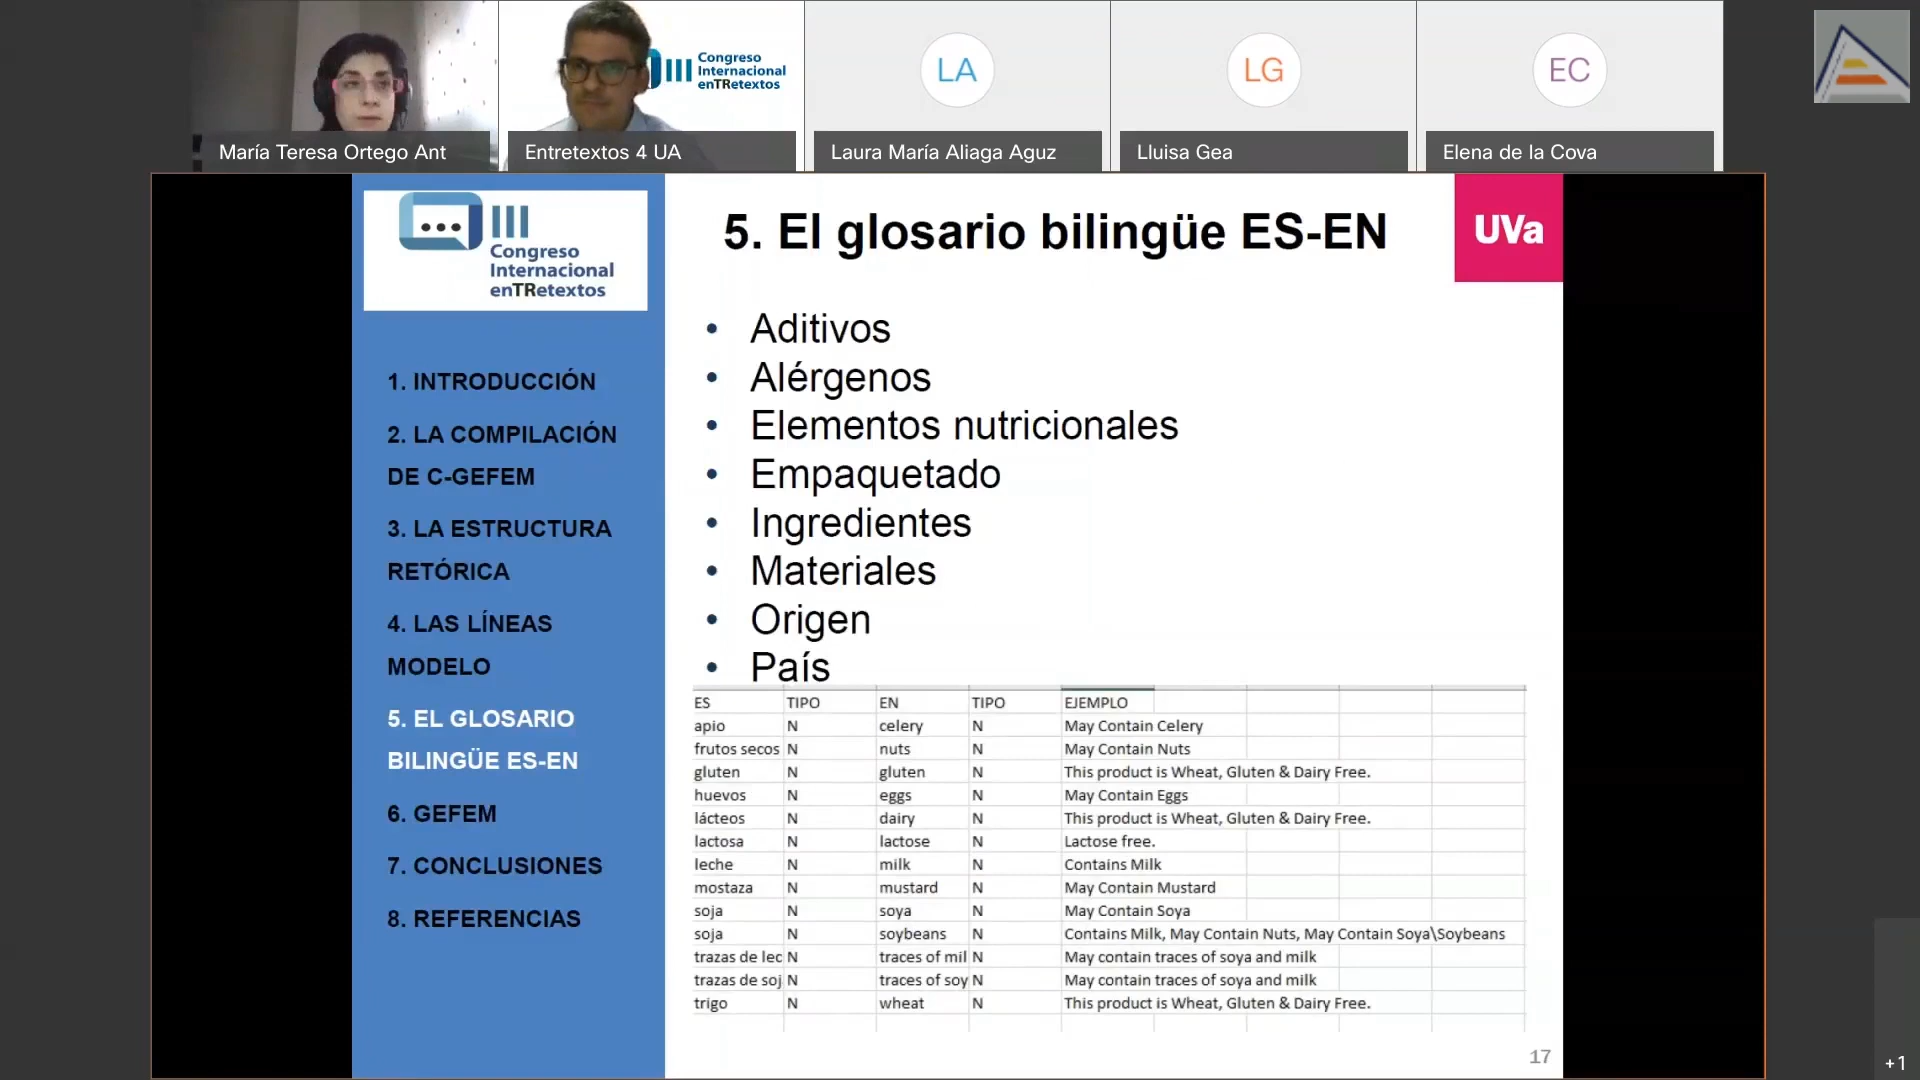 III Congreso
Internacional
enTRetextos
LA
LG
EC
María Teresa Ortego Ant
Entretextos 4 UA
Laura María Aliaga Aguz
Lluisa Gea
Elena de la Cova
III
Congreso
Internacional
enTRetextos
1. INTRODUCCIÓN
2. LA COMPILACIÓN
DE C-GEFEM
3. LA ESTRUCTURA
RETÓRICA
4. LAS LÍNEAS
MODELO
5. EL GLOSARIO
BILINGÜE ES-EN
6. GEFEM
7. CONCLUSIONES
8. REFERENCIAS
5. El glosario bilingüe ES-EN
UVa
• Aditivos
• Alérgenos
• Elementos nutricionales
• Empaquetado
• Ingredientes
• Materiales
• Origen
• País
ES TIPO EN TIPO EJEMPLO
apio N celery N May Contain Celery
frutos secos N nuts N May Contain Nuts
gluten N gluten N This product is Wheat, Gluten & Dairy Free.
huevos N eggs N May Contain Eggs
lácteos N dairy N This product is Wheat, Gluten & Dairy Free.
lactosa N lactose N Lactose free.
leche N milk N Contains Milk
mostaza N mustard N May Contain Mustard
soja N soya N May Contain Soya
soja N soybeans N Contains Milk, May Contain Nuts, May Contain Soya\Soybeans
trazas de lec N traces of mil N May contain traces of soya and milk
trazas de soj N traces of soy N May contain traces of soya and milk
trigo N wheat N This product is Wheat, Gluten & Dairy Free.
17
+1